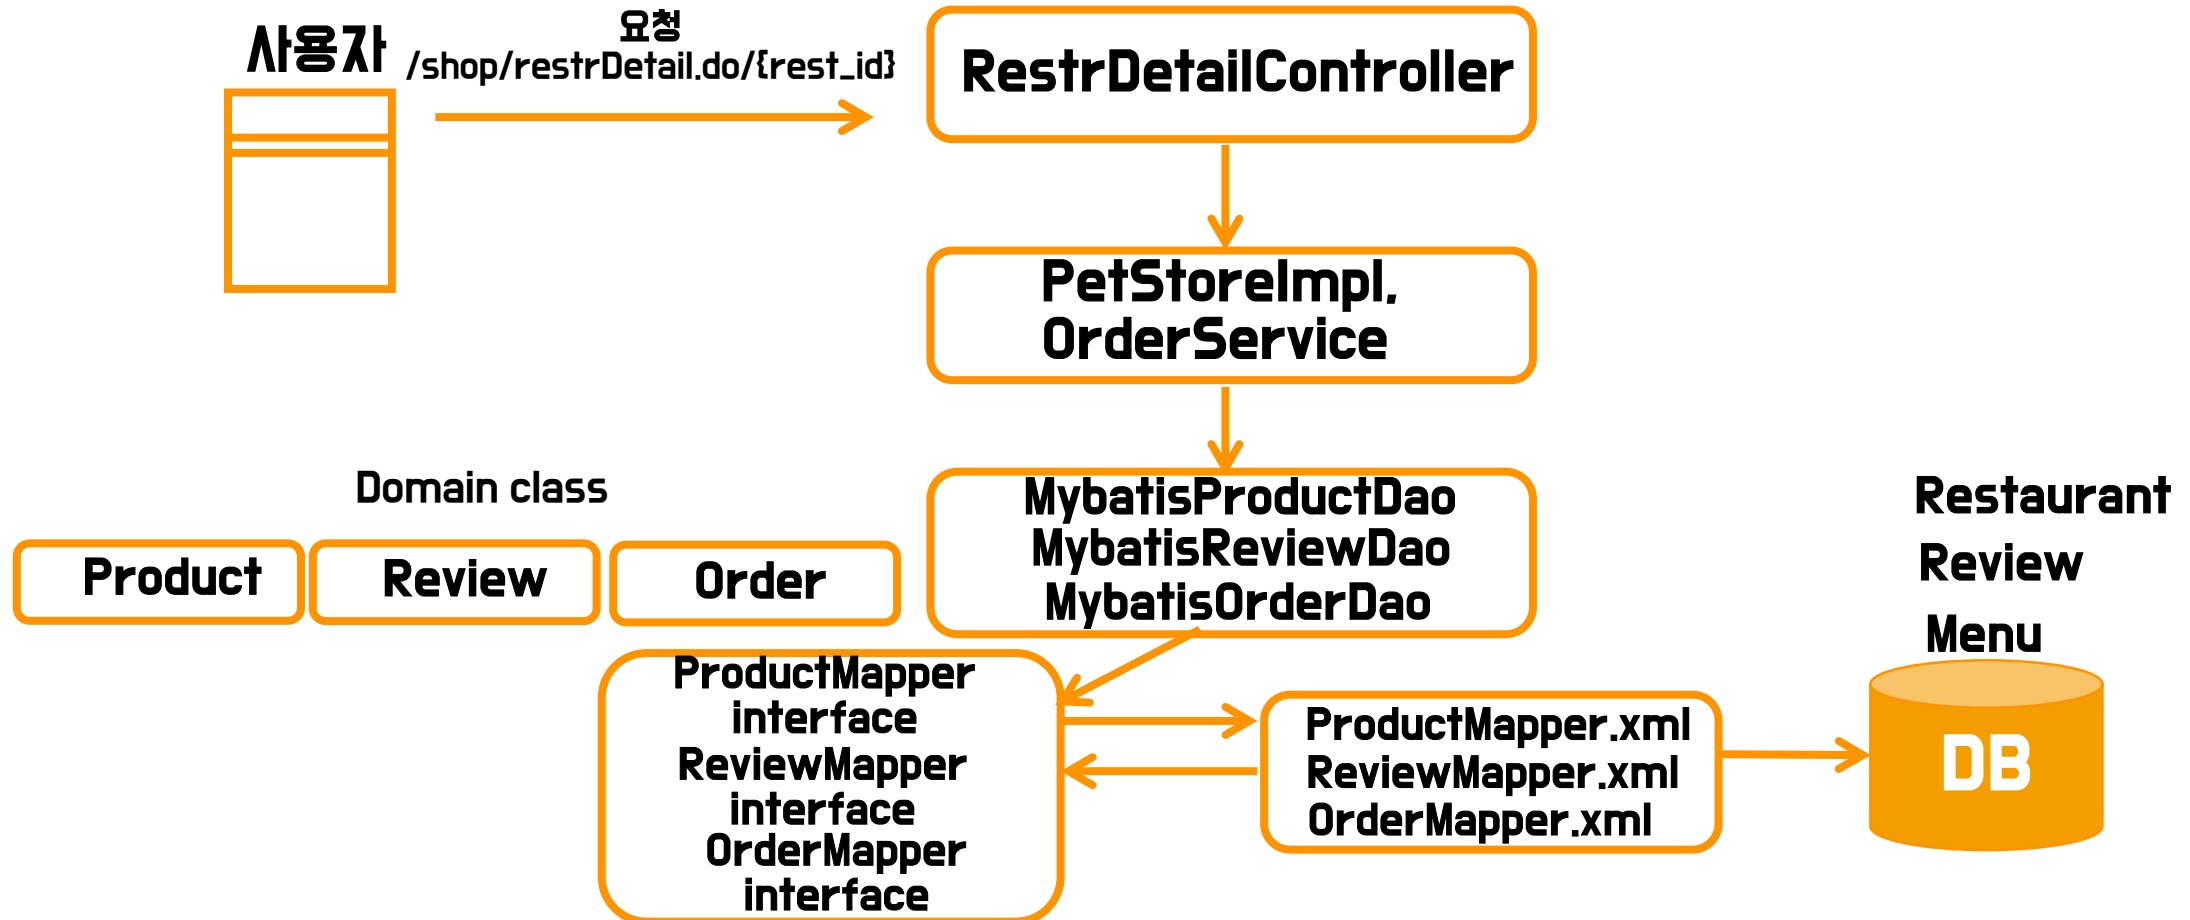 사용자
요청
/shop/restrDetail.do/{rest_id}
RestrDetailController
PetStoreImpl,
OrderService
Domain class
Product
Review
Order
MybatisProductDao
MybatisReviewDao
MybatisOrderDao
Restaurant
Review
Menu
ProductMapper
interface
ReviewMapper
interface
OrderMapper
interface
ProductMapper.xml
ReviewMapper.xml
OrderMapper.xml
DB